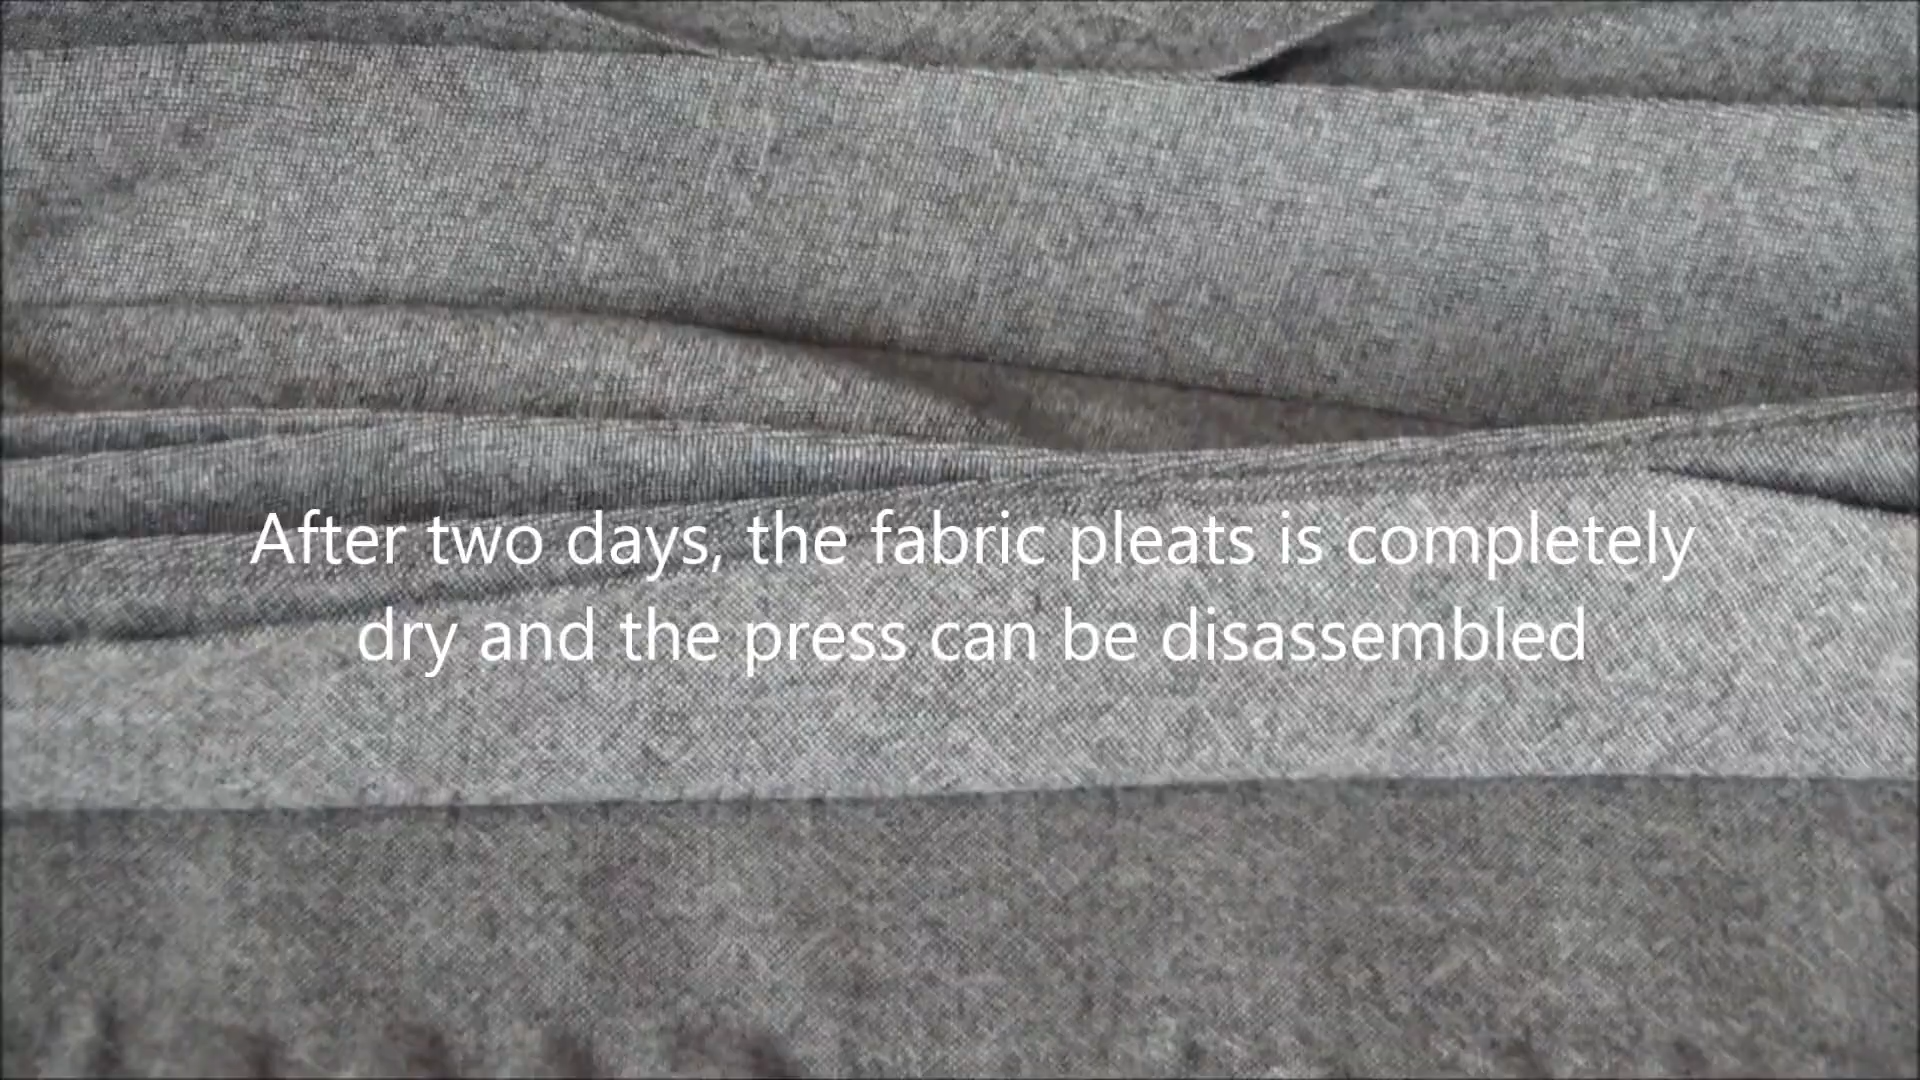 After two days, the fabric pleats is completely
dry and the press can be disassembled